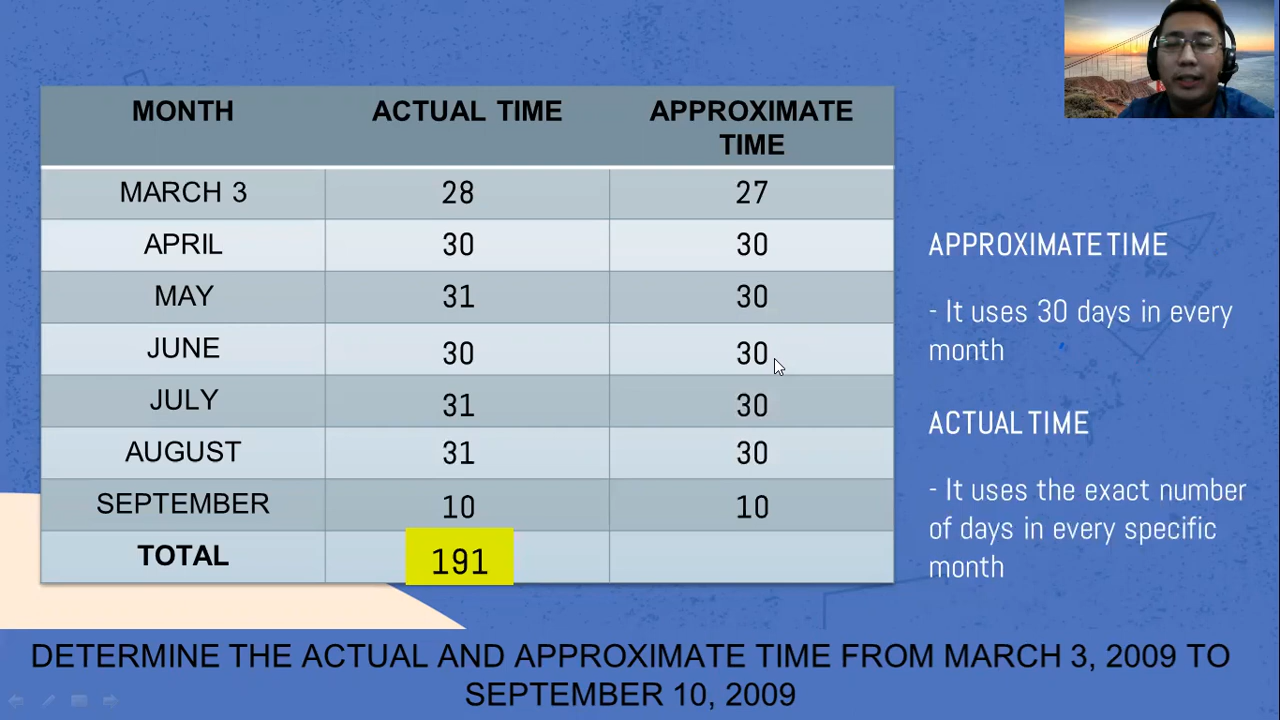 MONTH ACTUAL TIME APPROXIMATE
TIME
MARCH 3 28 27
APRIL 30 30
MAY 31 30
JUNE 30 30
JULY 31 30
AUGUST 31 30
SEPTEMBER 10 10
TOTAL 191
APPROXIMATE TIME
- It uses 30 days in every
month
ACTUAL TIME
- It uses the exact number
of days in every specific
month
DETERMINE THE ACTUAL AND APPROXIMATE TIME FROM MARCH 3, 2009 TO
SEPTEMBER 10, 2009